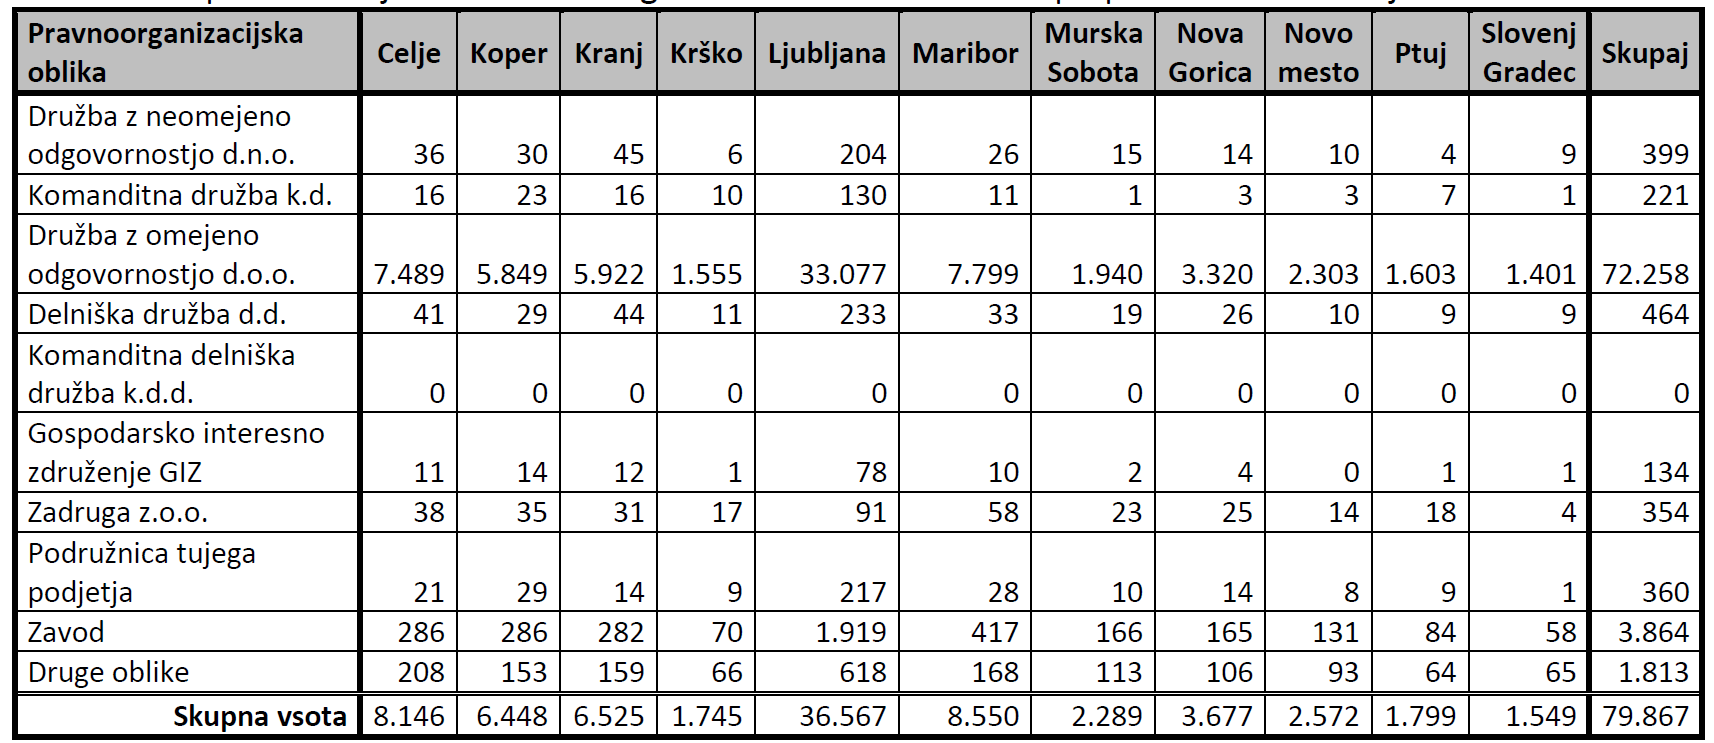 Pravnoorganizacijska oblika Celje Koper Kranj Krško Ljubljana Maribor Murska Sobota Nova Gorica Novo mesto Ptuj Slovenj Gradec Skupaj
Družba z neomejeno
odgovornostjo d.n.o. 36 30 45 6 204 26 15 14 10 4 9 399
Komanditna družba k.d. 16 23 16 10 130 11 1 3 3 7 1 221
Družba z omejeno
odgovornostjo d.o.o. 7.489 5.849 5.922 1.555 33.077 7.799 1.940 3.320 2.303 1.603 1.401 72.258
Delniška družba d.d. 41 29 44 11 233 33 19 26 10 9 9 464
Komanditna delniška
družba k.d.d. 0 0 0 0 0 0 0 0 0 0 0 0
Gospodarsko interesno
združenje GIZ 11 14 12 1 78 10 2 4 0 1 1 134
Zadruga z.o.o. 38 35 31 17 91 58 23 25 14 18 4 354
Podružnica tujega
podjetja 21 29 14 9 217 28 10 14 8 9 1 360
Zavod 286 286 282 70 1.919 417 166 165 131 84 58 3.864
Druge oblike 208 153 159 66 618 168 113 106 93 64 65 1.813
Skupna vsota 8.146 6.448 6.525 1.745 36.567 8.550 2.289 3.677 2.572 1.799 1.549 79.867